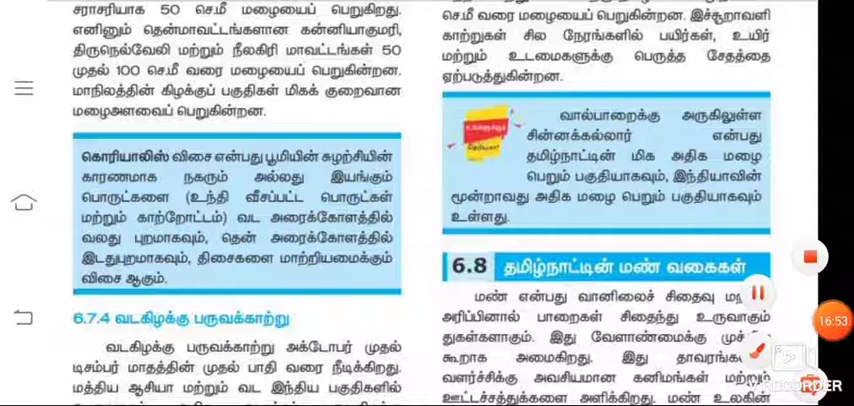 சராசரியாக 50 செ.மீ மழையைப் பெறுகிறது.
எனினும் தென்மாவட்டங்களான கன்னியாகுமரி,
திருநெல்வேலி மற்றும் நீலகிரி மாவட்டங்கள் 50
முதல் 100 செ.மீ வரை மழையைப் பெறுகின்றன.
மாநிலத்தின் கிழக்குப் பகுதிகள் மிகக் குறைவான
மழைஅளவைப் பெறுகின்றன.
கொரியாலிஸ் விசை என்பது பூமியின் சுழற்சியின்
காரணமாக நகரும் அல்லது இயங்கும்
பொருட்களை (உந்தி வீசப்பட்ட பொருட்கள்
மற்றும் காற்றோட்டம்) வட அரைக்கோளத்தில்
வலது புறமாகவும், தென் அரைக்கோளத்தில்
இடதுபுறமாகவும், திசைகளை மாற்றியமைக்கும்
விசை ஆகும்.
6.7.4 வடகிழக்கு பருவக்காற்று
வடகிழக்கு பருவக்காற்று அக்டோபர் முதல்
டிசம்பர் மாதத்தின் முதல் பாதி வரை நீடிக்கிறது.
மத்திய ஆசியா மற்றும் வட இந்திய பகுதிகளில்
செ.மீ வரை மழையைப் பெறுகின்றன. இச்சூறாவளி
காற்றுகள் சில நேரங்களில் பயிர்கள், உயிர்
மற்றும் உடமைகளுக்கு பெருத்த சேதத்தை
ஏற்படுத்துகின்றன.
உங்களுக்குத்
தெரியுமா?
வால்பாறைக்கு அருகிலுள்ள
சின்னக்கல்லார் என்பது
தமிழ்நாட்டின் மிக அதிக மழை
பெறும் பகுதியாகவும், இந்தியாவின்
மூன்றாவது அதிக மழை பெறும் பகுதியாகவும்
உள்ளது.
6.8 தமிழ்நாட்டின் மண் வகைகள்
மண் என்பது வானிலைச் சிதைவு
அரிப்பினால் பாறைகள் சிதைந்து உருவாகும்
துகள்களாகும். இது வேளாண்மைக்கு
கூறாக அமைகிறது. இது
வளர்ச்சிக்கு அவசியமான கனிமங்கள் மற்றும்
ஊட்டச்சத்துக்களை அளிக்கிறது. மண் உலகின்
16:53
RECORDER